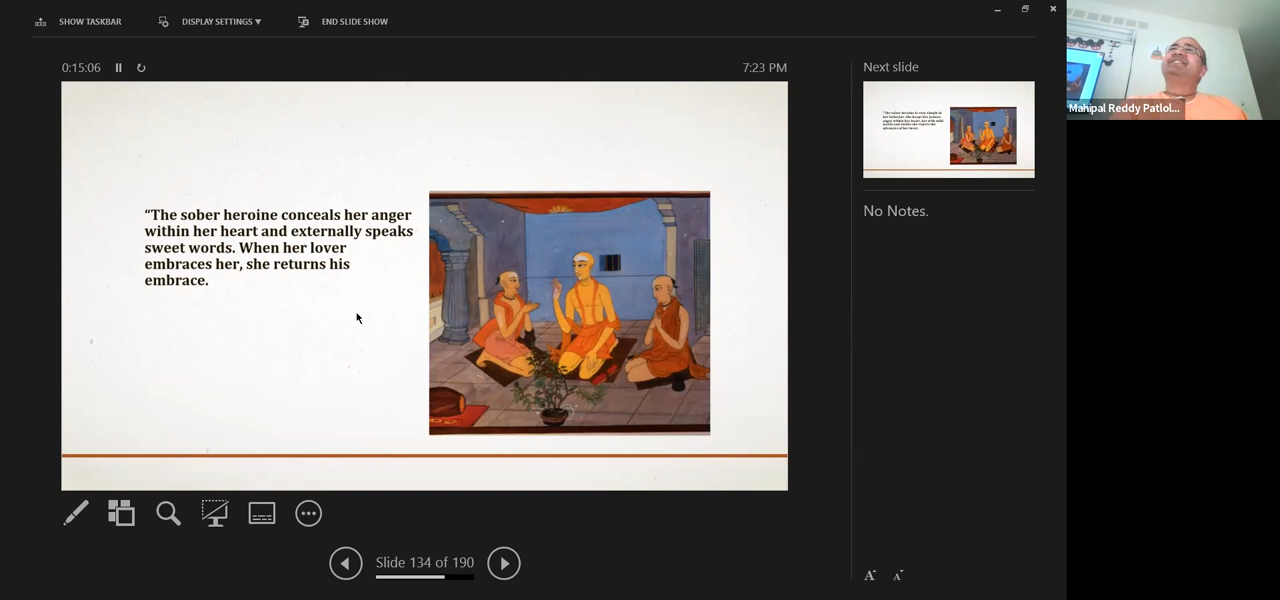 SHOW TASKBAR
DISPLAY SETTINGS ▼
END SLIDE SHOW
0:15:06
7:23 PM
Next slide
“The sober heroine conceals her anger
within her heart and externally speaks
sweet words. When her lover
embraces her, she returns his
embrace.
No Notes.
Slide 134 of 190
A
A
Mahipal Reddy Patlol...